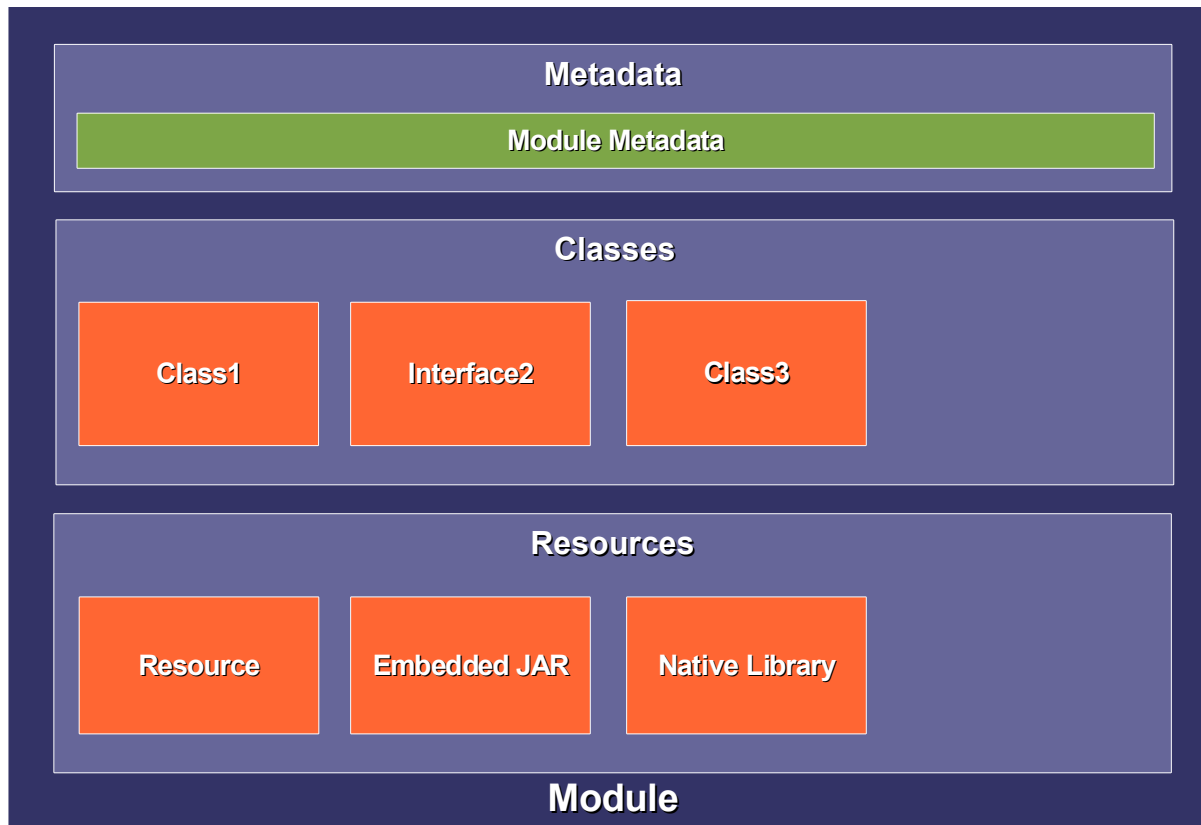 Metadata
Module Metadata
Classes
Class1
Interface2
Class3
Resources
Resource
Embedded JAR
Native Library
Module